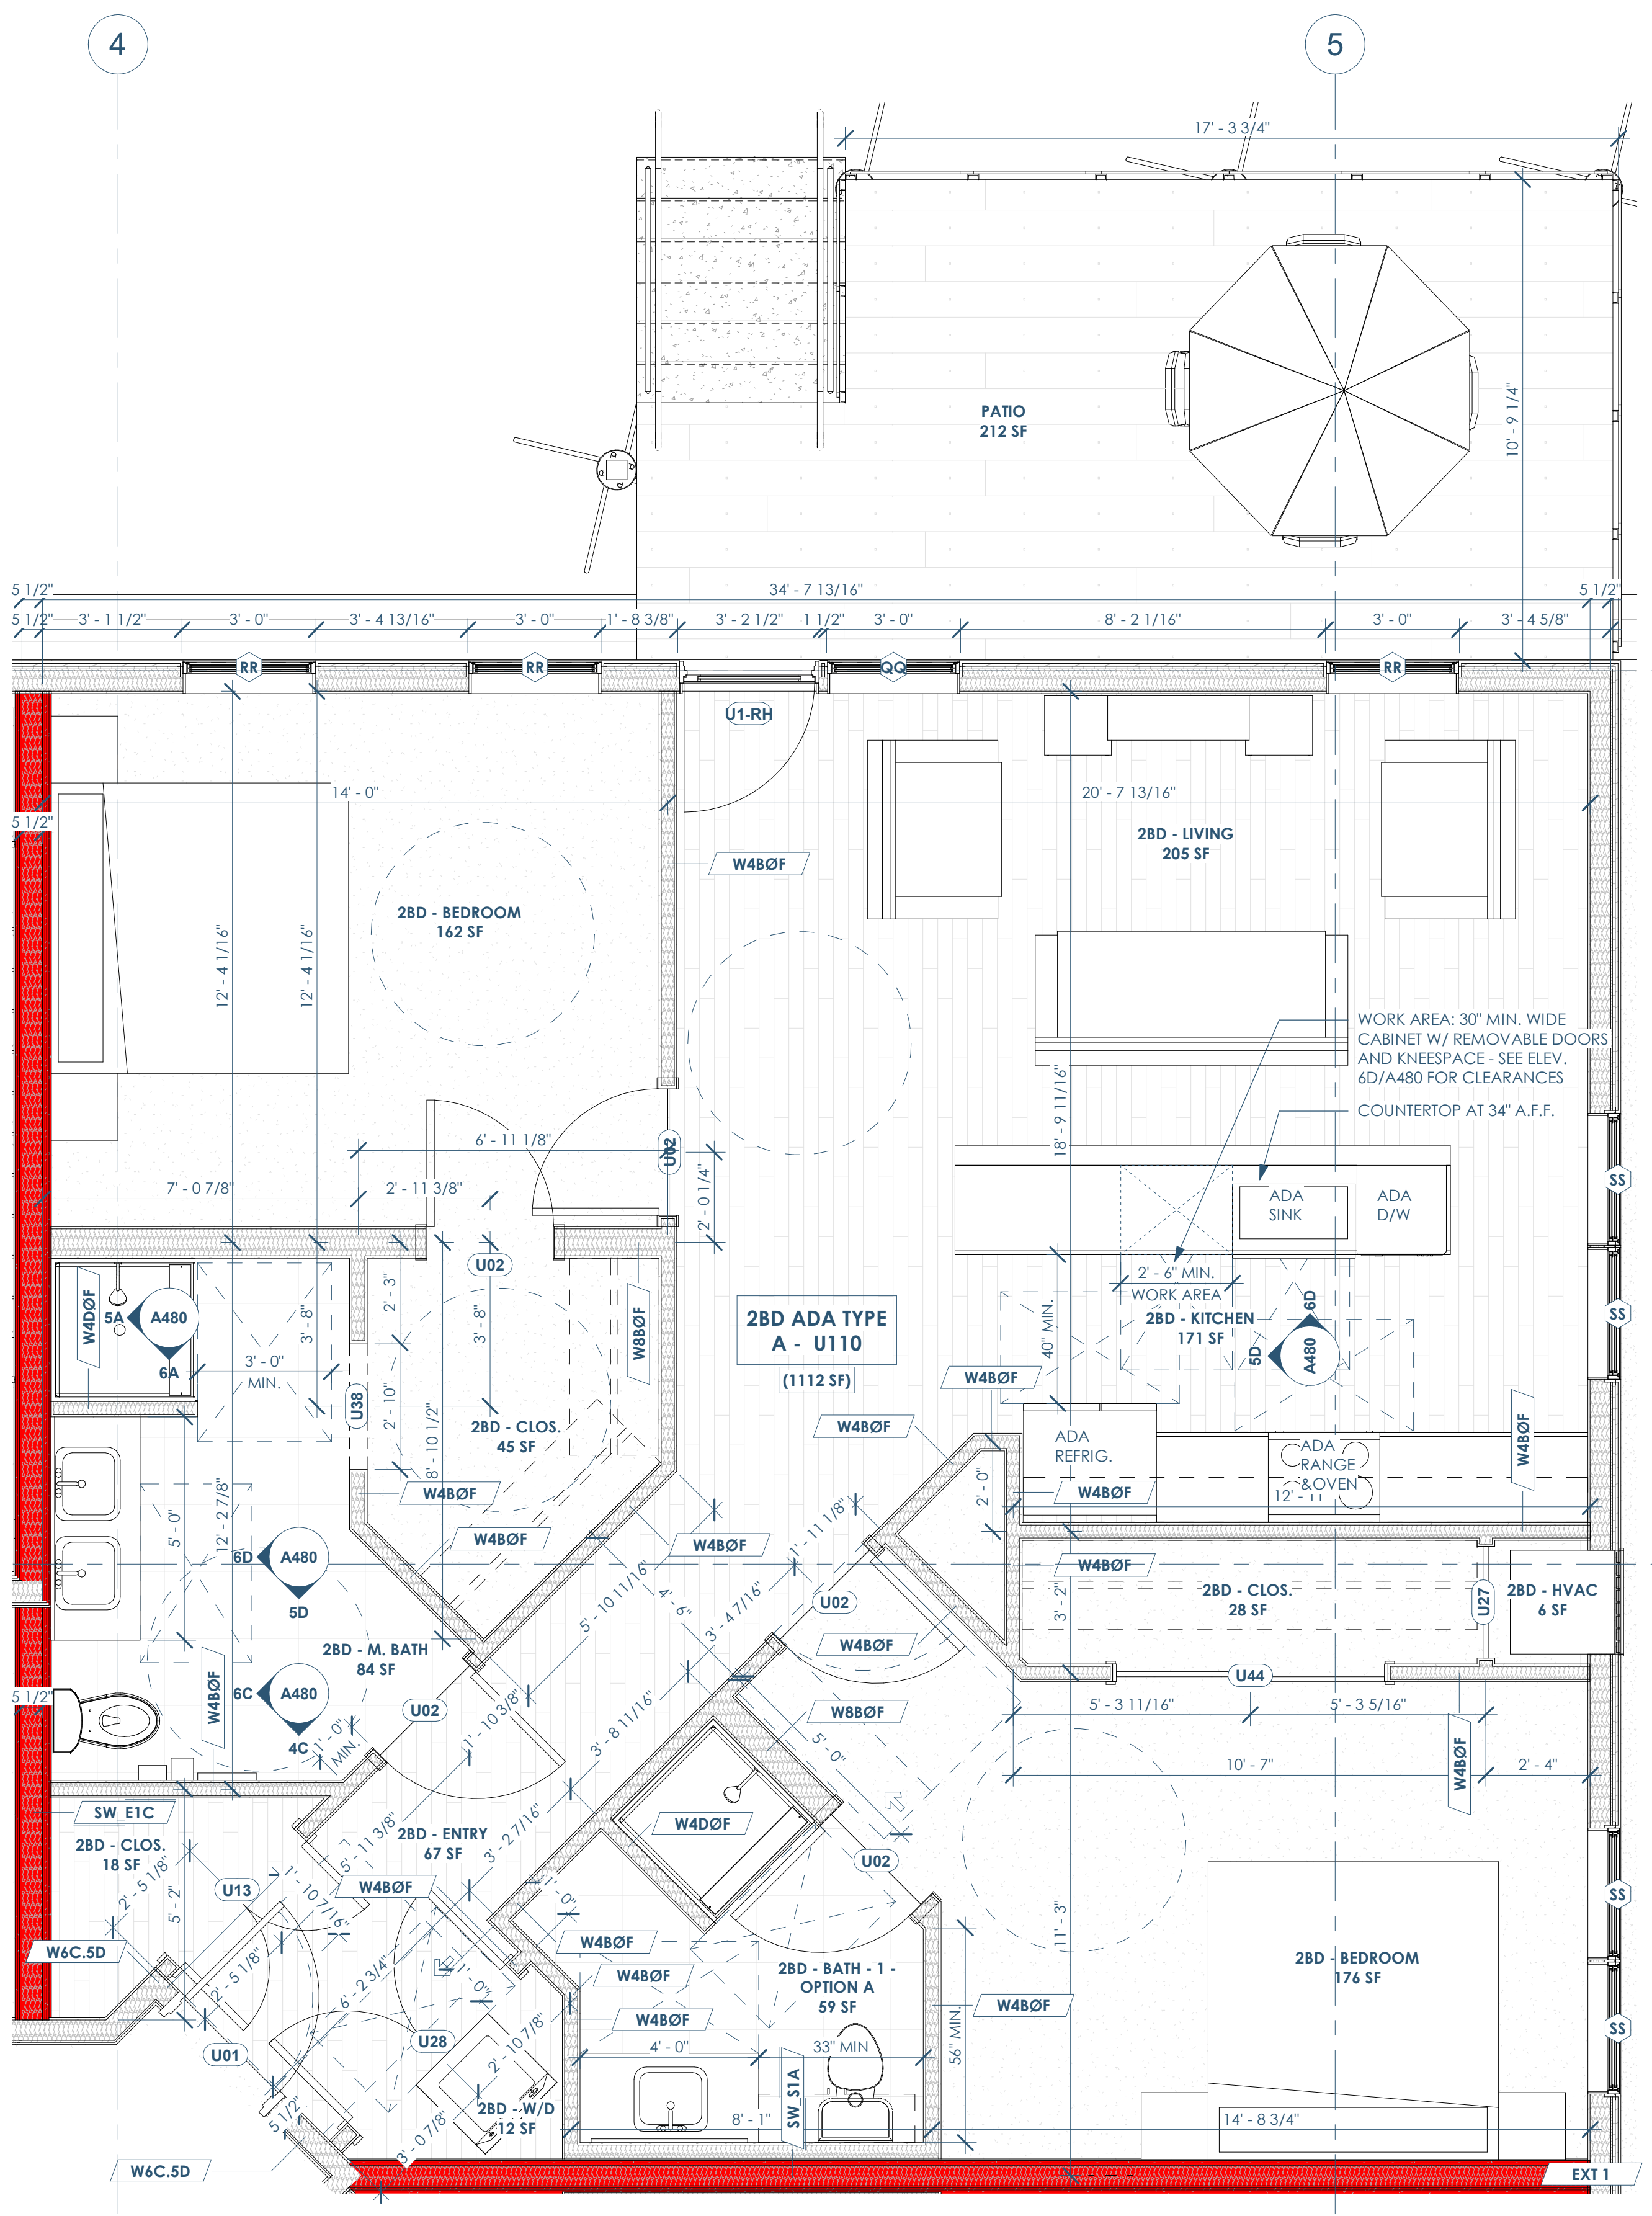 4
5
17' - 3 3/4"
10' - 9 1/4"
PATIO
212 SF
5 1/2"
34' - 7 13/16"
5 1/2"
5 1/2"
3' - 1 1/2"
3' - 0"
3' - 4 13/16"
3' - 0"
1' - 8 3/8"
3' - 2 1/2"
1 1/2"
3' - 0"
8' - 2 1/16"
3' - 0"
3' - 4 5/8"
RR
RR
QQ
RR
U1-RH
14' - 0"
20' - 7 13/16"
5 1/2"
2BD - LIVING
205 SF
W4BØF
2BD - BEDROOM
162 SF
12' - 4 1/16"
12' - 4 1/16"
WORK AREA: 30" MIN. WIDE
CABINET W/ REMOVABLE DOORS
AND KNEESPACE - SEE ELEV.
6D/A480 FOR CLEARANCES
COUNTERTOP AT 34" A.F.F.
18' - 9 11/16"
6' - 11 1/8"
U02
7' - 0 7/8"
2' - 11 3/8"
2' - 0 1/4"
ADA
SINK
ADA
D/W
SS
U02
2' - 6" MIN.
WORK AREA
W4DØF
5A
A480
6A
3' - 8"
2' - 3"
3' - 8"
W8BØF
2BD ADA TYPE
A - U110
(1112 SF)
40" MIN.
2BD - KITCHEN
171 SF
6D
5D
A480
SS
3' - 0"
MIN.
U38
2' - 10"
8' - 10 1/2"
2BD - CLOS.
45 SF
W4BØF
W4BØF
ADA
REFRIG.
ADA
RANGE
&OVEN
W4BØF
12' - 11
W4BØF
2' - 0"
W4BØF
W4BØF
W4BØF
1' - 11 1/8"
5' - 0"
12' - 2 7/8"
6D
A480
5D
W4BØF
3' - 2"
2BD - CLOS.
28 SF
U27
2BD - HVAC
6 SF
5' - 10 11/16"
4' - 6"
3' - 4 7/16"
U02
W4BØF
2BD - M. BATH
84 SF
U44
5 1/2"
W4BØF
6C
A480
4C
1' - 0"
MIN.
U02
1' - 10 3/8"
3' - 8 11/16"
W8BØF
5' - 0"
5' - 3 11/16"
5' - 3 5/16"
W4BØF
10' - 7"
2' - 4"
SW_E1C
2BD - CLOS.
18 SF
5' - 11 3/8"
2BD - ENTRY
67 SF
3' - 2 7/16"
W4DØF
U02
2' - 5 1/8"
5' - 2"
U13
1' - 10 7/16"
W4BØF
1' - 0"
SS
11' - 3"
W6C.5D
2' - 5 1/8"
6' - 2 3/4"
1' - 0"
W4BØF
W4BØF
W4BØF
2BD - BATH - 1 -
OPTION A
59 SF
W4BØF
2BD - BEDROOM
176 SF
U01
U28
2' - 10 7/8"
4' - 0"
33" MIN
56" MIN.
SS
SW_S1A
5 1/2"
2BD - W/D
12 SF
8' - 1"
14' - 8 3/4"
3' - 0 7/8"
W6C.5D
EXT 1